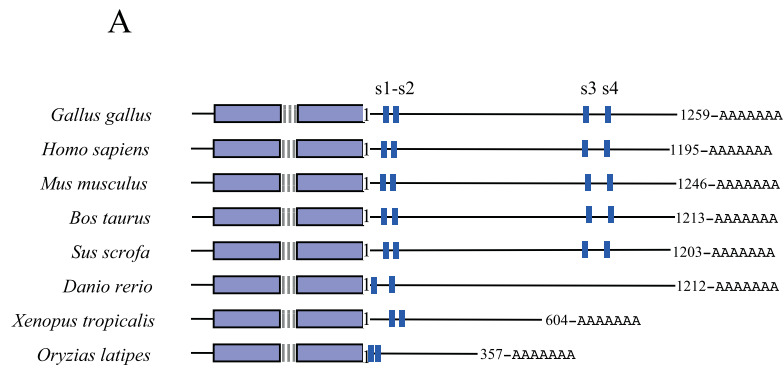 A
s1-s2 s3 s4
Gallus gallus 1 1259-AAAAAAA
Homo sapiens 1 1195-AAAAAAA
Mus musculus 1 1246-AAAAAAA
Bos taurus 1 1213-AAAAAAA
Sus scrofa 1 1203-AAAAAAA
Danio rerio 1 1212-AAAAAAA
Xenopus tropicalis 1 604-AAAAAAA
Oryzias latipes 1 357-AAAAAAA